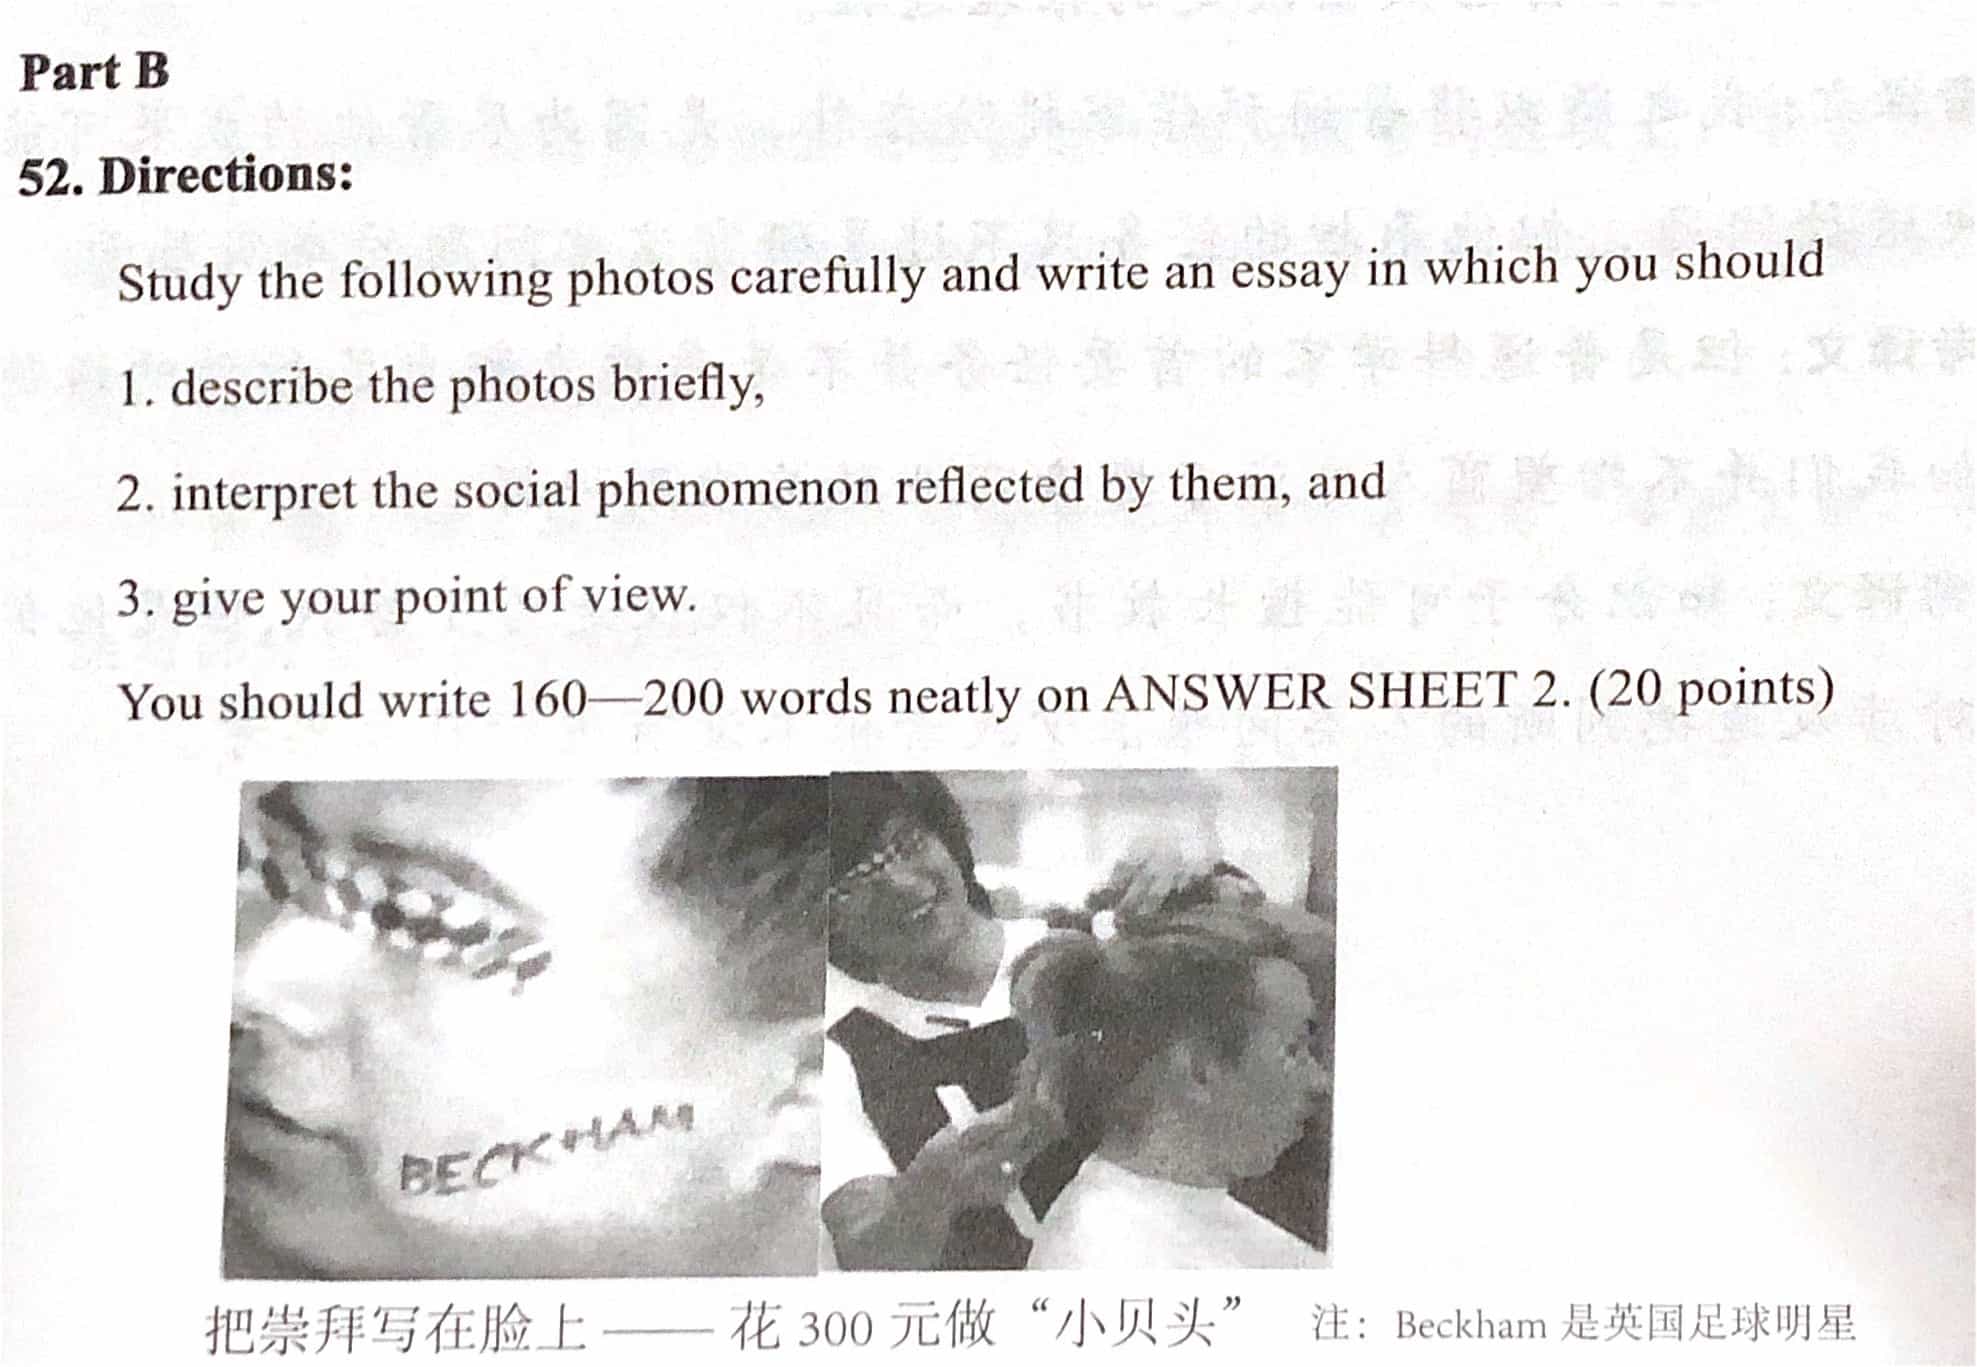 Part B
52. Directions:
Study the following photos carefully and write an essay in which you should
1. describe the photos briefly,
2. interpret the social phenomenon reflected by them, and
3. give your point of view.
You should write 160—200 words neatly on ANSWER SHEET 2. (20 points)
BECKHAM
把崇拜写在脸上 —— 花 300 元做 “小贝头” 注：Beckham 是英国足球明星